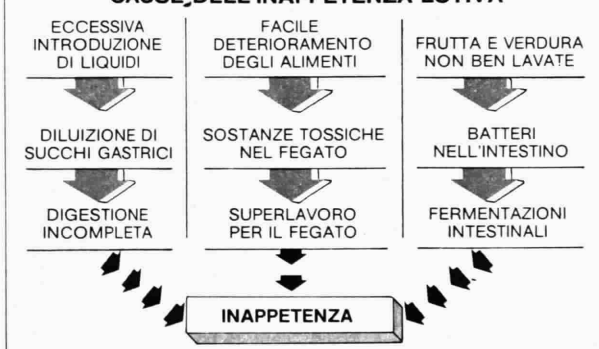 CAUSE DELL'INAPPETENZA ESTIVA
ECCESSIVA
INTRODUZIONE
DI LIQUIDI
DILUIZIONE DI
SUCCHI GASTRICI
DIGESTIONE
INCOMPLETA
FACILE
DETERIORAMENTO
DEGLI ALIMENTI
SOSTANZE TOSSICHE
NEL FEGATO
SUPERLAVORO
PER IL FEGATO
FRUTTA E VERDURA
NON BEN LAVATE
BATTERI
NELL'INTESTINO
FERMENTAZIONI
INTESTINALI
INAPPETENZA